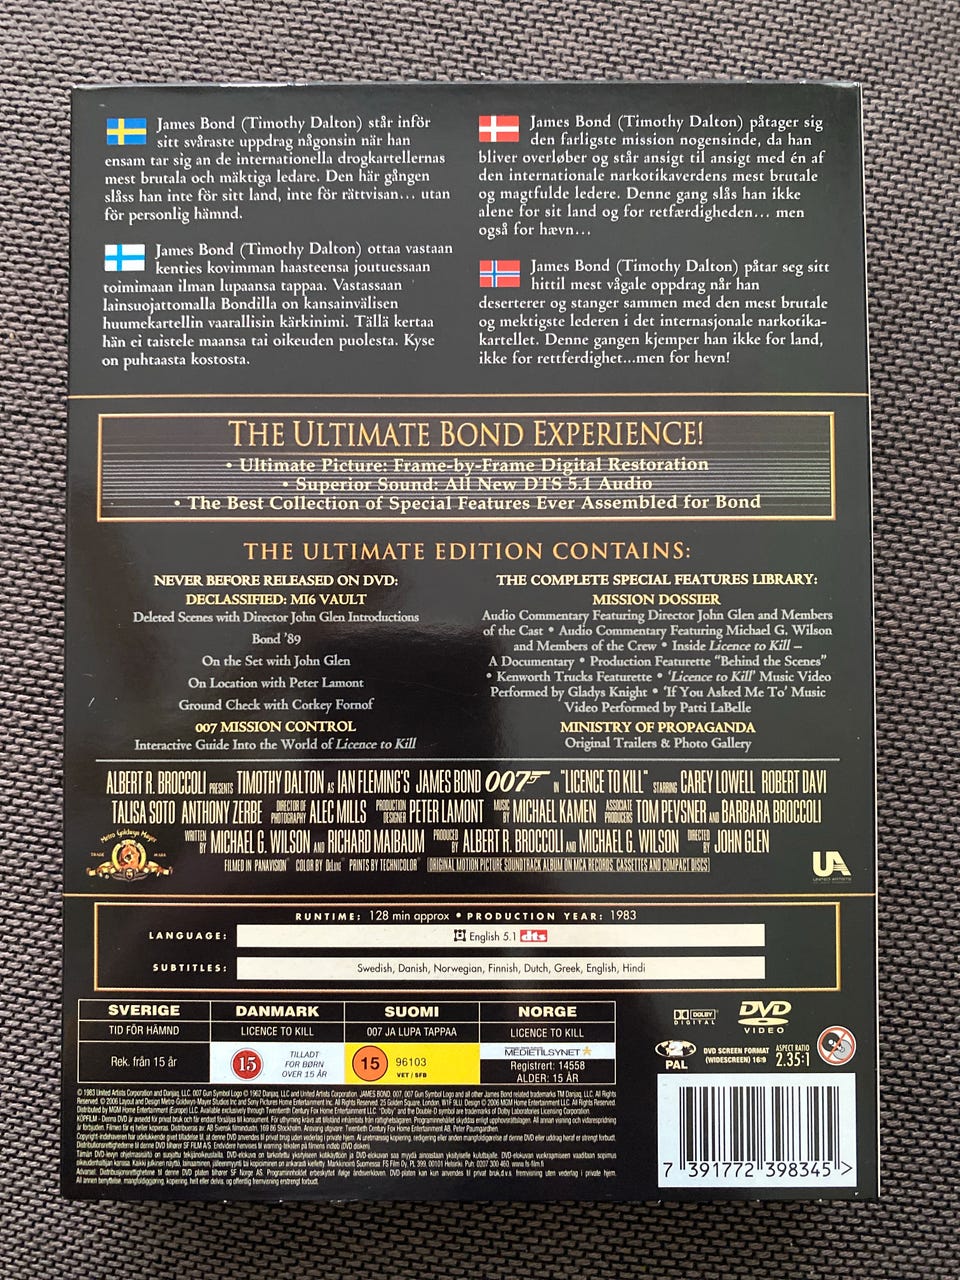 James Bond (Timothy Dalton) står inför
sitt svåraste uppdrag någonsin när han
ensam tar sig an de internationella drogkartellernas
mest brutala och mäktiga ledare. Den här gången
slåss han inte för sitt land, inte för rättvisan... utan
för personlig hämnd.
James Bond (Timothy Dalton) ottaa vastaan
kenties kovimman haasteensa joutuessaan
toimimaan ilman lupaansa tappaa. Vastassaan
lainsuojattomalla Bondilla on kansainvälisen
huumekartellin vaarallisin kärkinimi. Tällä kertaa
hän ei taistele maansa tai oikeuden puolesta. Kyse
on puhtaasta kostosta.
James Bond (Timothy Dalton) påtager sig
den farligste mission nogensinde, da han
bliver overløber og står ansigt til ansigt med én af
den internationale narkotikaverdens mest brutale
og magtfulde ledere. Denne gang slås han ikke
alene for sit land og for retfærdigheden... men
også for hævn...
James Bond (Timothy Dalton) påtar seg sitt
hittil mest vågale oppdrag når han
deserterer og stanger sammen med den mest brutale
og mektigste lederen i det internasjonale narkotika-
kartellet. Denne gangen kjemper han ikke for land,
ikke for rettferdighet...men for hevn!
THE ULTIMATE BOND EXPERIENCE!
• Ultimate Picture: Frame-by-Frame Digital Restoration
• Superior Sound: All New DTS 5.1 Audio
• The Best Collection of Special Features Ever Assembled for Bond
THE ULTIMATE EDITION CONTAINS:
NEVER BEFORE RELEASED ON DVD:
DECLASSIFIED: MI6 VAULT
Deleted Scenes with Director John Glen Introductions
Bond '89
On the Set with John Glen
On Location with Peter Lamont
Ground Check with Corkey Fornof
007 MISSION CONTROL
Interactive Guide Into the World of Licence to Kill
THE COMPLETE SPECIAL FEATURES LIBRARY:
MISSION DOSSIER
Audio Commentary Featuring Director John Glen and Members
of the Cast • Audio Commentary Featuring Michael G. Wilson
and Members of the Crew • Inside Licence to Kill –
A Documentary • Production Featurette "Behind the Scenes"
• Kenworth Trucks Featurette • 'Licence to Kill' Music Video
Performed by Gladys Knight • 'If You Asked Me To' Music
Video Performed by Patti LaBelle
MINISTRY OF PROPAGANDA
Original Trailers & Photo Gallery
ALBERT R. BROCCOLI PRESENTS TIMOTHY DALTON AS IAN FLEMING'S JAMES BOND 007 IN "LICENCE TO KILL" STARRING CAREY LOWELL ROBERT DAVI
TALISA SOTO ANTHONY ZERBE DIRECTOR OF PHOTOGRAPHY ALEC MILLS PRODUCTION DESIGNER PETER LAMONT MUSIC BY MICHAEL KAMEN ASSOCIATE PRODUCERS TOM PEVSNER AND BARBARA BROCCOLI
WRITTEN BY MICHAEL G. WILSON AND RICHARD MAIBAUM PRODUCED BY ALBERT R. BROCCOLI AND MICHAEL G. WILSON DIRECTED BY JOHN GLEN
FILMED IN PANAVISION® COLOR BY DeLuxe® PRINTS BY TECHNICOLOR® ORIGINAL MOTION PICTURE SOUNDTRACK ALBUM ON MCA RECORDS, CASSETTES AND COMPACT DISCS
Metro Goldwyn Mayer
TRADE MARK
UA
UNITED ARTISTS
RUNTIME: 128 min approx • PRODUCTION YEAR: 1983
LANGUAGE: English 5.1 dts
SUBTITLES: Swedish, Danish, Norwegian, Finnish, Dutch, Greek, English, Hindi
SVERIGE DANMARK SUOMI NORGE
TID FÖR HÄMND LICENCE TO KILL 007 JA LUPA TAPPAA LICENCE TO KILL
Rek. från 15 år
15 TILLADT
FOR BØRN
OVER 15 ÅR
15 96103
VET / SFB
MEDIETILSYNET
Registrert: 14558
ALDER: 15 ÅR
DOLBY
DIGITAL
DVD
VIDEO
2
PAL
DVD SCREEN FORMAT
(WIDESCREEN) 16:9
ASPECT RATIO
2.35:1
7 391772 398345 >